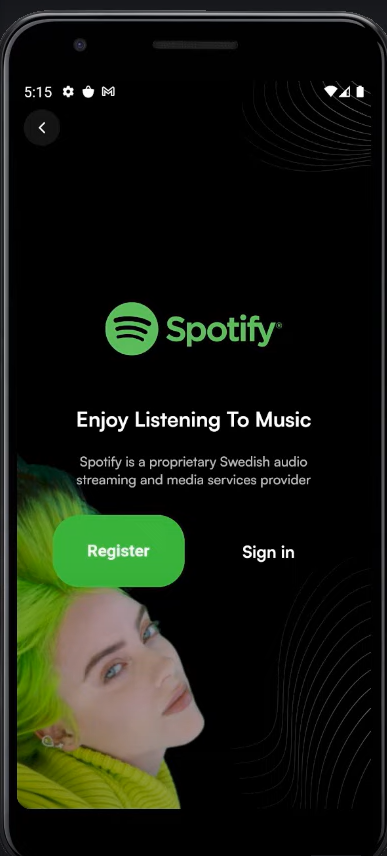 5:15
Spotify®
Enjoy Listening To Music
Spotify is a proprietary Swedish audio
streaming and media services provider
Register
Sign in